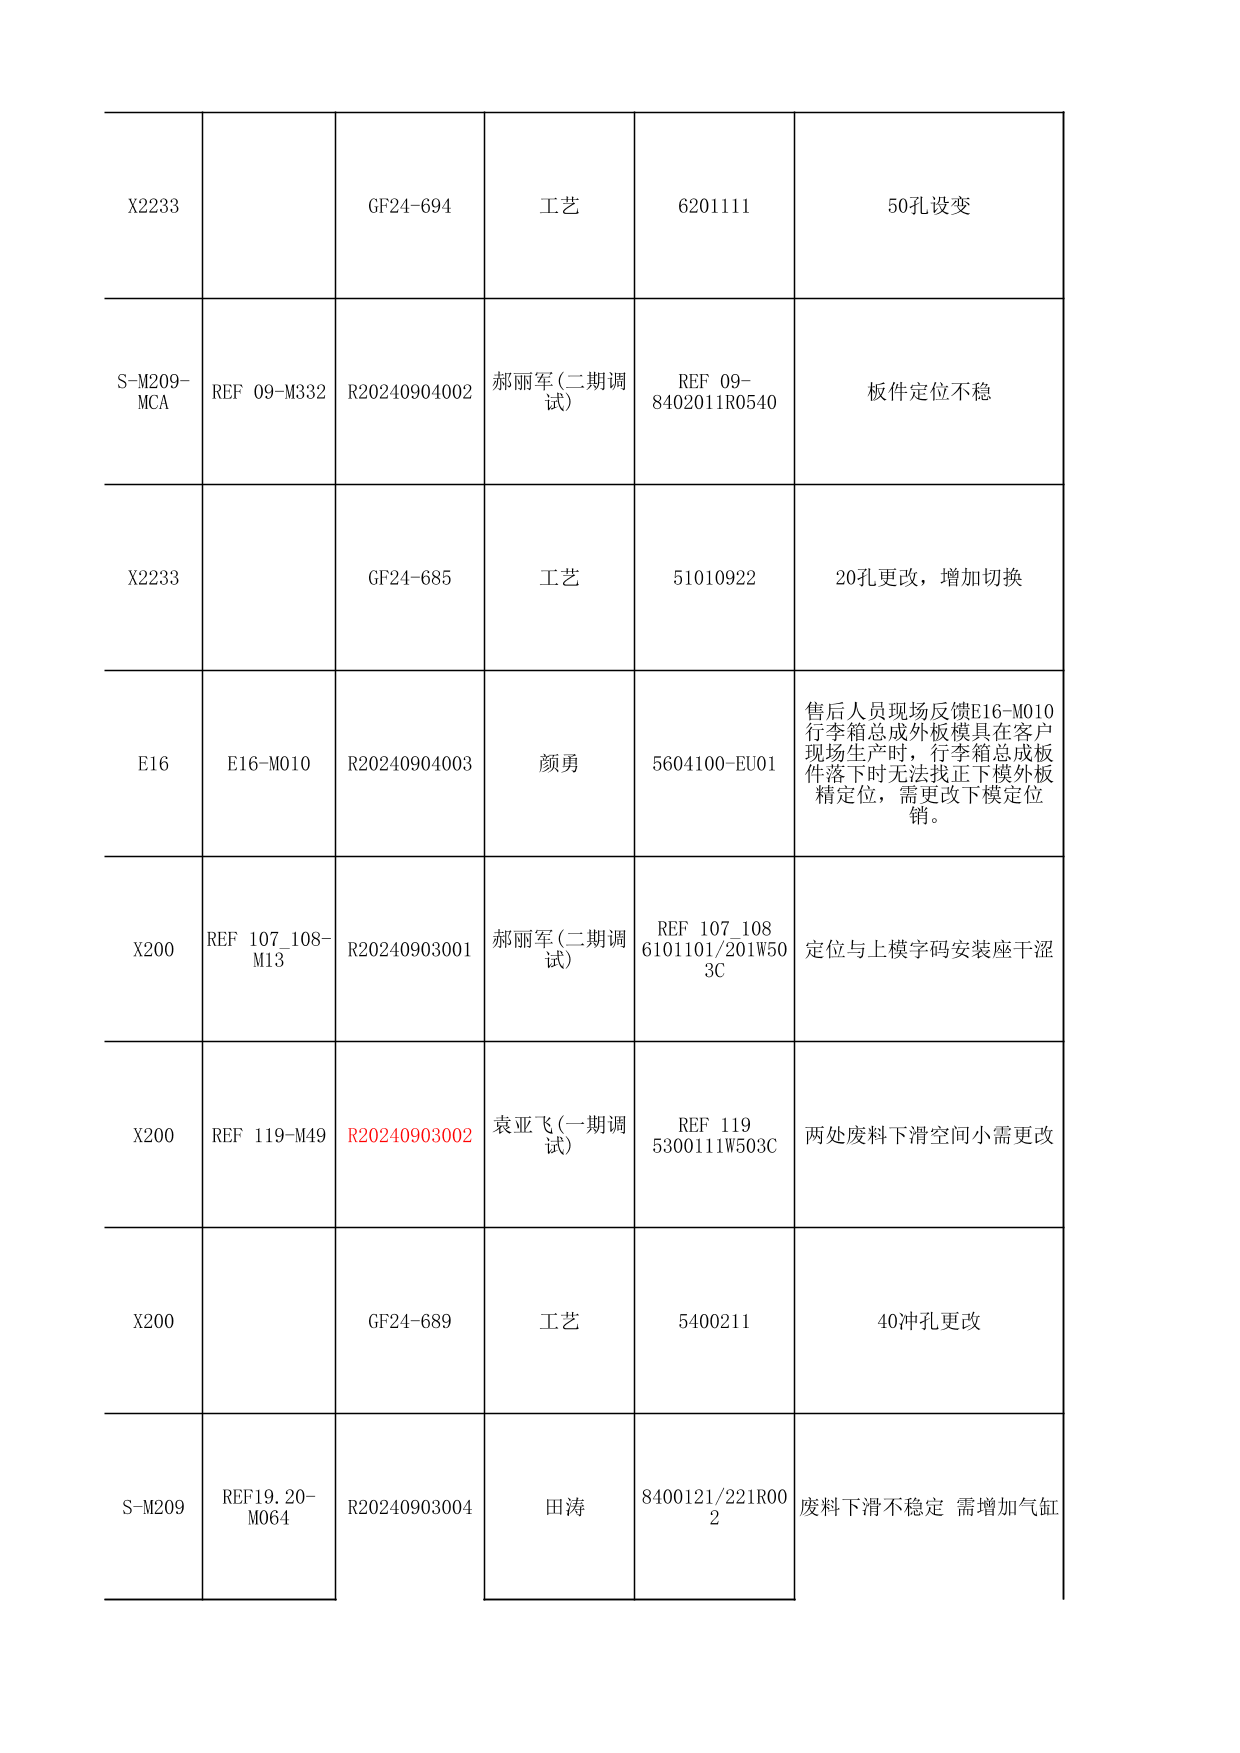 X2233
GF24-694
工艺
6201111
50孔设变
S-M209-
MCA
REF 09-M332
R20240904002
郝丽军(二期调
试)
REF 09-
8402011R0540
板件定位不稳
X2233
GF24-685
工艺
51010922
20孔更改，增加切换
E16
E16-M010
R20240904003
颜勇
5604100-EU01
售后人员现场反馈E16-M010
行李箱总成外板模具在客户
现场生产时，行李箱总成板
件落下时无法找正下模外板
精定位，需更改下模定位
销。
X200
REF 107_108-
M13
R20240903001
郝丽军(二期调
试)
REF 107_108
6101101/201W50
3C
定位与上模字码安装座干涩
X200
REF 119-M49
R20240903002
袁亚飞(一期调
试)
REF 119
5300111W503C
两处废料下滑空间小需更改
X200
GF24-689
工艺
5400211
40冲孔更改
S-M209
REF19.20-
M064
R20240903004
田涛
8400121/221R00
2
废料下滑不稳定 需增加气缸